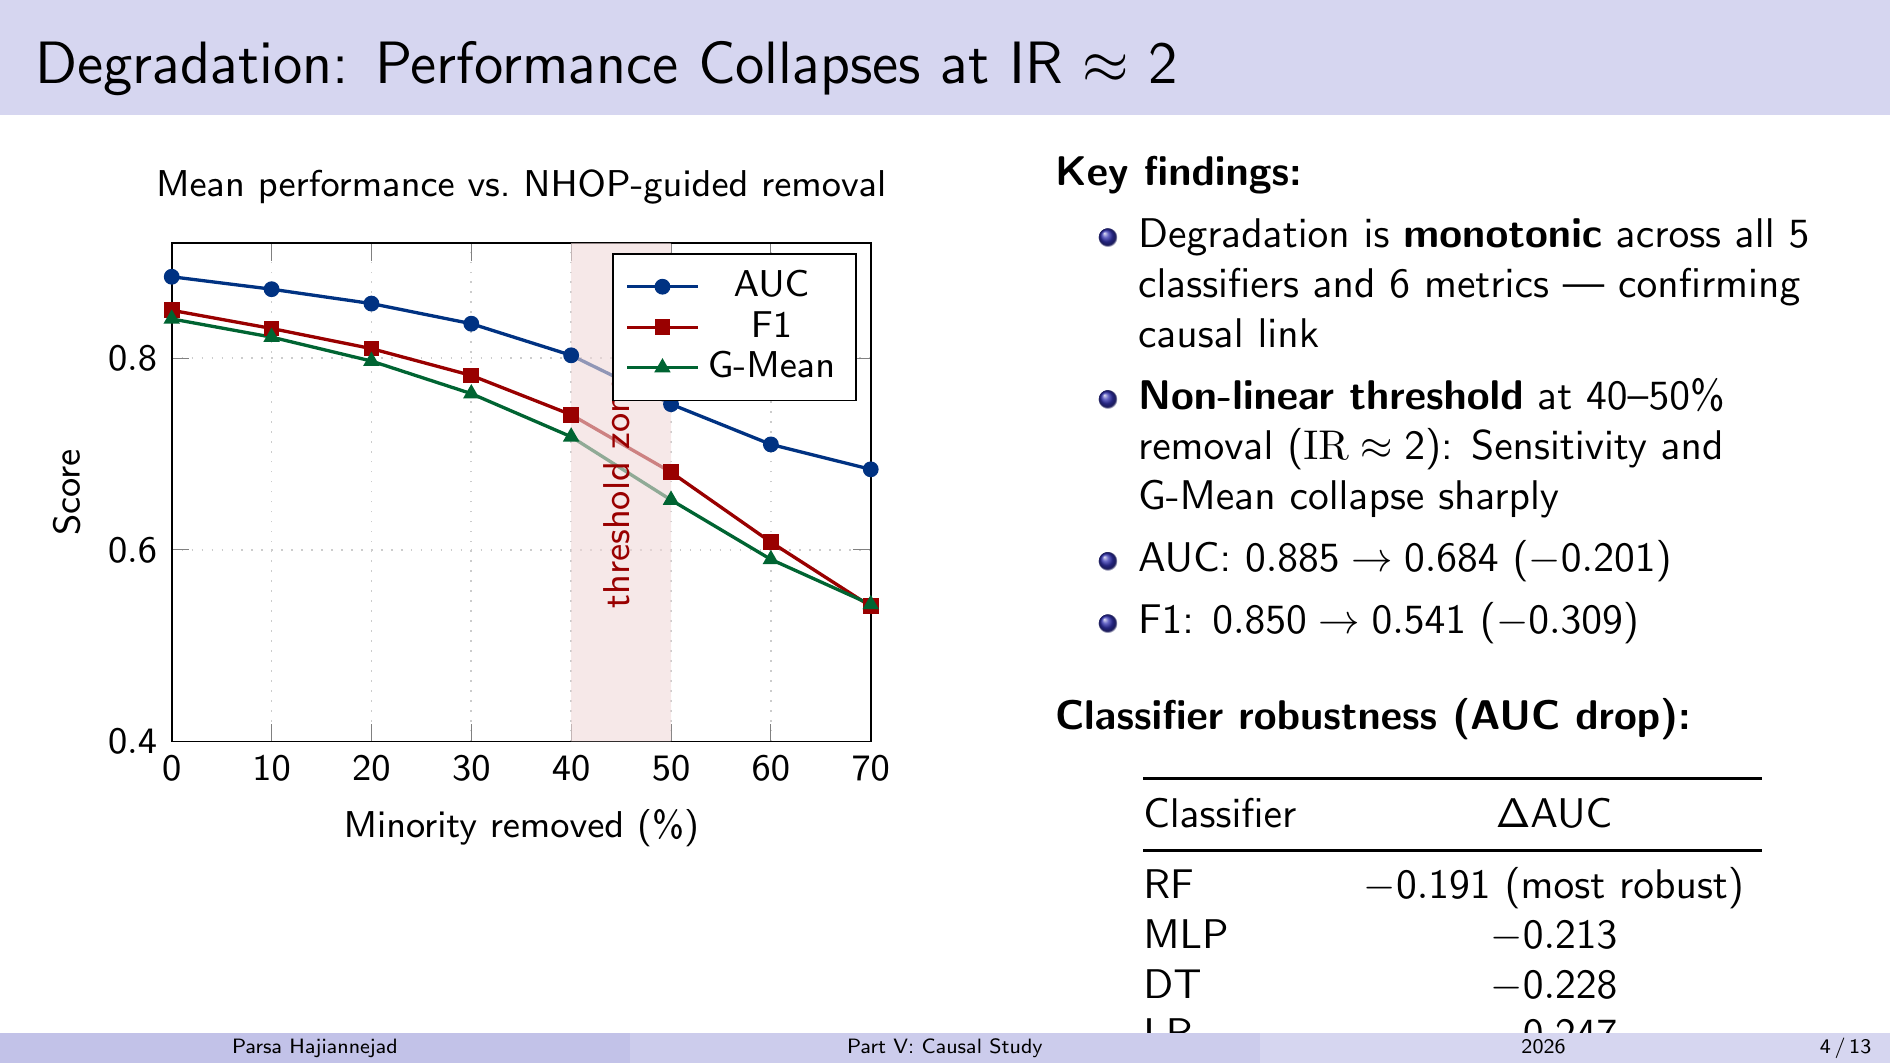 Degradation: Performance Collapses at IR ≈ 2
Mean performance vs. NHOP-guided removal
AUC
F1
G-Mean
threshold
Score
0.8
0.6
0.4
0 10 20 30 40 50 60 70
Minority removed (%)
Key findings:
Degradation is monotonic across all 5
classifiers and 6 metrics — confirming
causal link
Non-linear threshold at 40–50%
removal (IR ≈ 2): Sensitivity and
G-Mean collapse sharply
AUC: 0.885 → 0.684 (−0.201)
F1: 0.850 → 0.541 (−0.309)
Classifier robustness (AUC drop):
Classifier ΔAUC
RF −0.191 (most robust)
MLP −0.213
DT −0.228
Parsa Hajiannejad Part V: Causal Study 2026 4 / 13